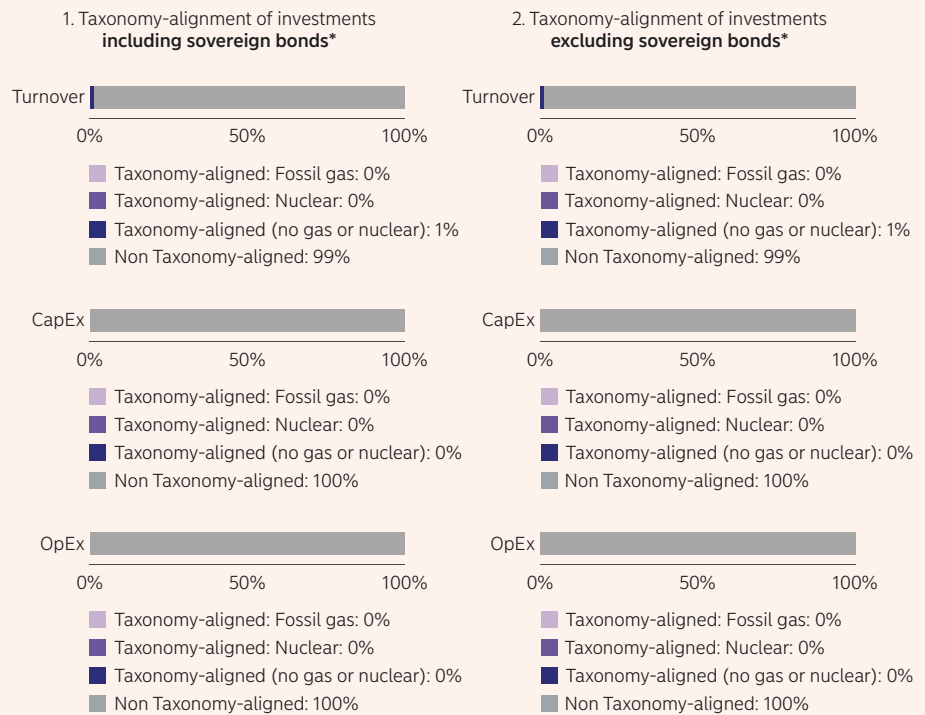 1. Taxonomy-alignment of investments
including sovereign bonds*
Turnover
0% 50% 100%
Taxonomy-aligned: Fossil gas: 0%
Taxonomy-aligned: Nuclear: 0%
Taxonomy-aligned (no gas or nuclear): 1%
Non Taxonomy-aligned: 99%
CapEx
0% 50% 100%
Taxonomy-aligned: Fossil gas: 0%
Taxonomy-aligned: Nuclear: 0%
Taxonomy-aligned (no gas or nuclear): 0%
Non Taxonomy-aligned: 100%
OpEx
0% 50% 100%
Taxonomy-aligned: Fossil gas: 0%
Taxonomy-aligned: Nuclear: 0%
Taxonomy-aligned (no gas or nuclear): 0%
Non Taxonomy-aligned: 100%
2. Taxonomy-alignment of investments
excluding sovereign bonds*
Turnover
0% 50% 100%
Taxonomy-aligned: Fossil gas: 0%
Taxonomy-aligned: Nuclear: 0%
Taxonomy-aligned (no gas or nuclear): 1%
Non Taxonomy-aligned: 99%
CapEx
0% 50% 100%
Taxonomy-aligned: Fossil gas: 0%
Taxonomy-aligned: Nuclear: 0%
Taxonomy-aligned (no gas or nuclear): 0%
Non Taxonomy-aligned: 100%
OpEx
0% 50% 100%
Taxonomy-aligned: Fossil gas: 0%
Taxonomy-aligned: Nuclear: 0%
Taxonomy-aligned (no gas or nuclear): 0%
Non Taxonomy-aligned: 100%